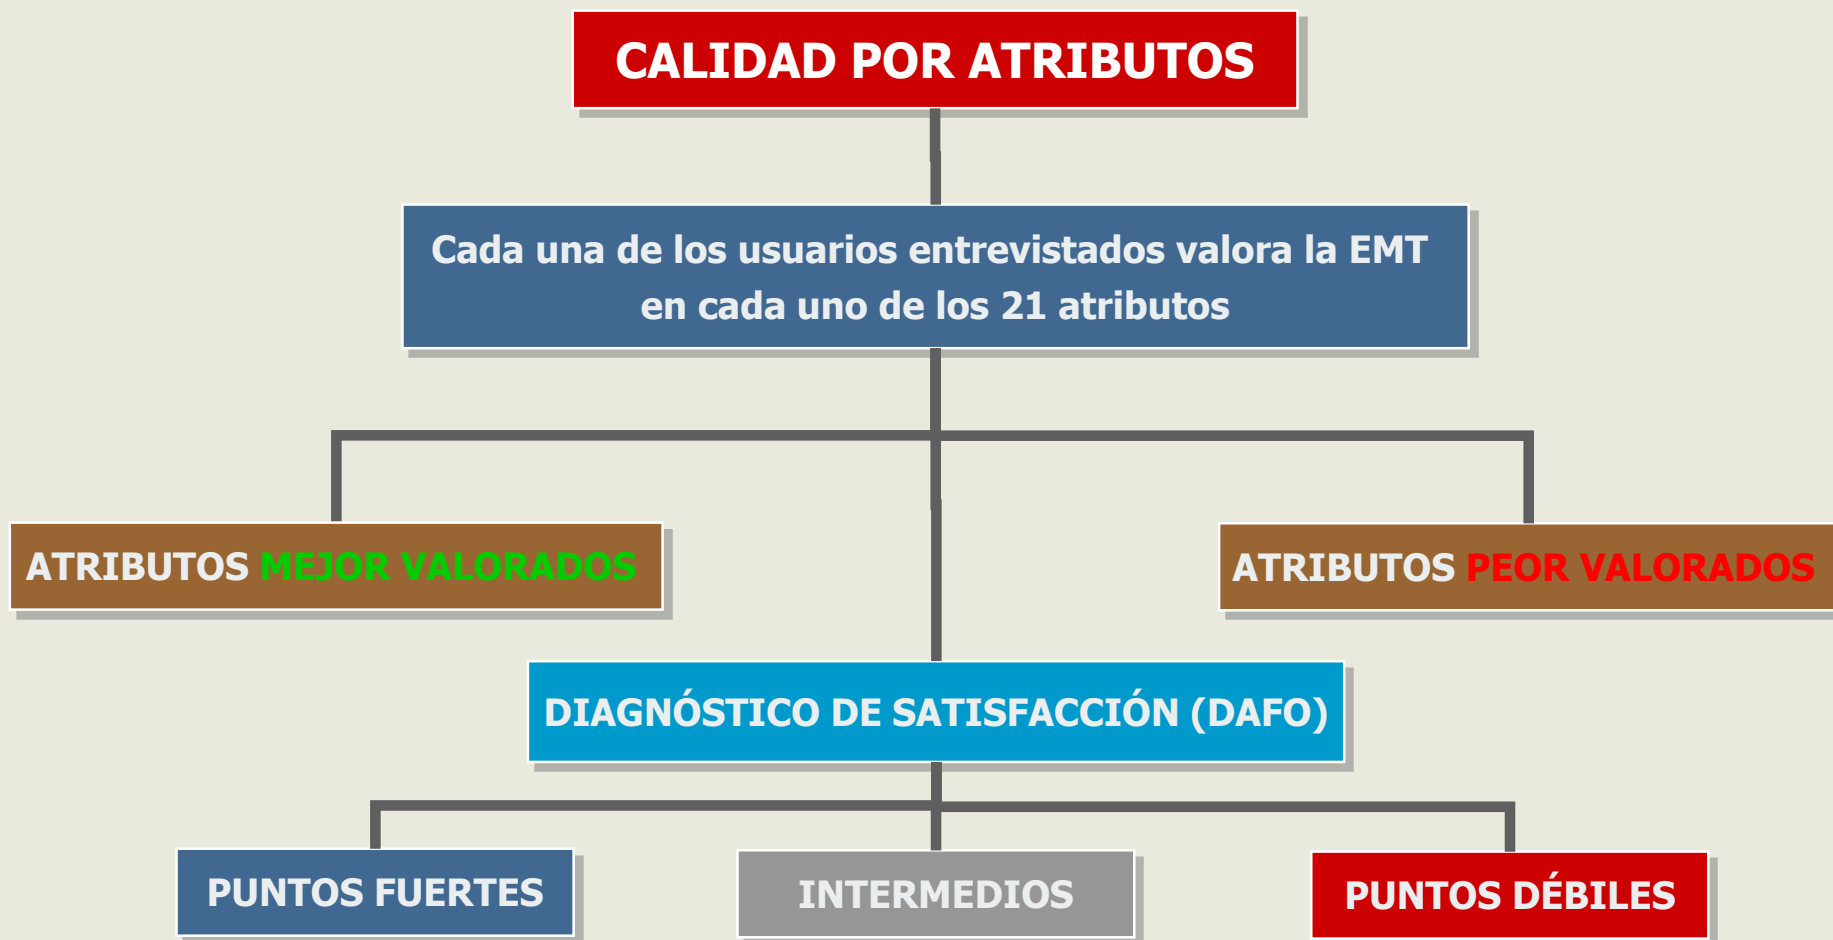 CALIDAD POR ATRIBUTOS
Cada una de los usuarios entrevistados valora la EMT
en cada uno de los 21 atributos
ATRIBUTOS MEJOR VALORADOS
ATRIBUTOS PEOR VALORADOS
DIAGNÓSTICO DE SATISFACCIÓN (DAFO)
PUNTOS FUERTES
INTERMEDIOS
PUNTOS DÉBILES